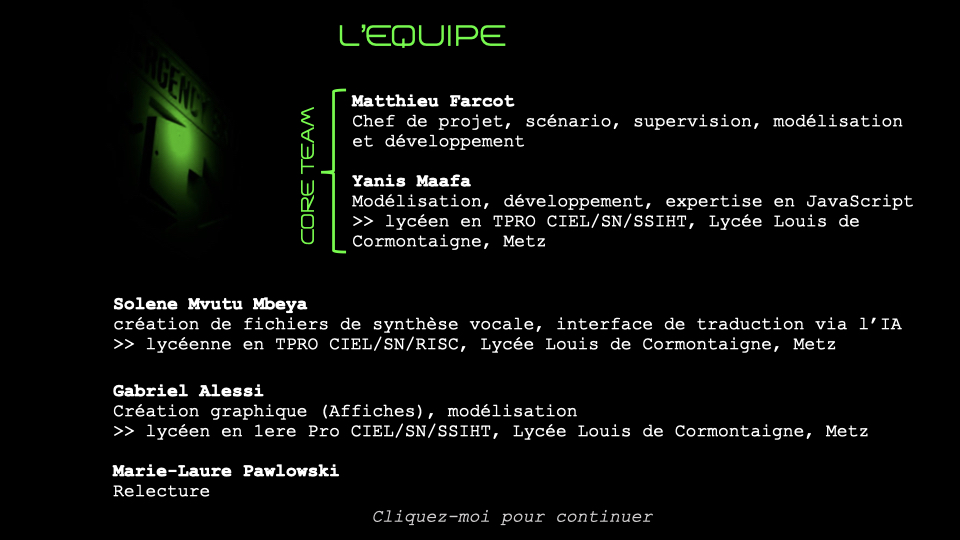 L'EQUIPE
CORE TEAM
Matthieu Farcot
Chef de projet, scénario, supervision, modélisation
et développement
Yanis Maafa
Modélisation, développement, expertise en JavaScript
>> lycéen en TPRO CIEL/SN/SSIHT, Lycée Louis de
Cormontaigne, Metz
Solene Mvutu Mbeya
création de fichiers de synthèse vocale, interface de traduction via l’IA
>> lycéenne en TPRO CIEL/SN/RISC, Lycée Louis de Cormontaigne, Metz
Gabriel Alessi
Création graphique (Affiches), modélisation
>> lycéen en 1ere Pro CIEL/SN/SSIHT, Lycée Louis de Cormontaigne, Metz
Marie-Laure Pawlowski
Relecture
Cliquez-moi pour continuer